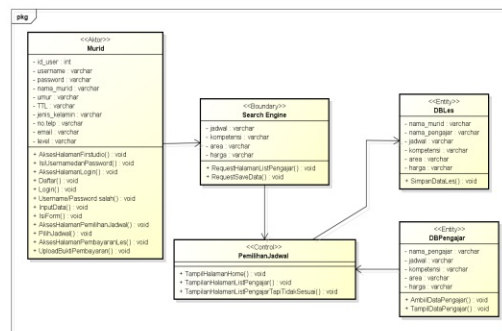 pkg
<<Aktor>>
Murid
- id_user : int
- username : varchar
- password : varchar
- nama_murid : varchar
- umur : varchar
- TTL : varchar
- jenis_kelamin : varchar
- no.telp : varchar
- email : varchar
- level : varchar
+ AksesHalamanFirstudio() : void
+ IsiUsernamedanPassword() : void
+ AksesHalamanLogin() : void
+ Daftar() : void
+ Login() : void
+ Username/Password salah() : void
+ InputData() : void
+ IsiForm() : void
+ AksesHalamanPemilihanJadwal() : void
+ PilihJadwal() : void
+ AksesHalamanPembayaranLes() : void
+ UploadBuktiPembayaran() : void
<<Boundary>>
Search Engine
- jadwal : varchar
- kompetensi : varchar
- area : varchar
- harga : varchar
+ RequestHalamanListPengajar() : void
+ RequestSaveData() : void
<<Control>>
PemilihanJadwal
+ TampilHalamanHome() : void
+ TampilanHalamanListPengajar() : void
+ TampilanHalamanListPengajarTapiTidakSesuai() : void
<<Entity>>
DBLes
- nama_murid : varchar
- nama_pengajar : varchar
- jadwal : varchar
- kompetensi : varchar
- area : varchar
- harga : varchar
+ SimpanDataLes() : void
<<Entity>>
DBPengajar
- nama_pengajar : varchar
- jadwal : varchar
- kompetensi : varchar
- area : varchar
- harga : varchar
+ AmbilDataPengajar() : void
+ TampilDataPengajar() : void